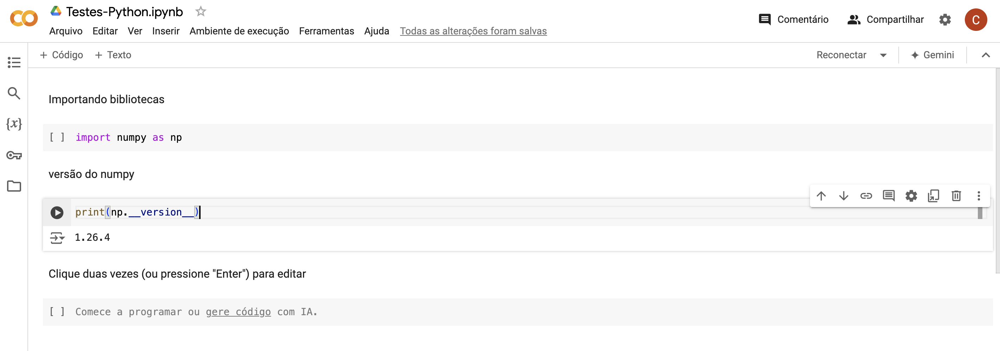 Testes-Python.ipynb
Arquivo Editar Ver Inserir Ambiente de execução Ferramentas Ajuda Todas as alterações foram salvas
Comentário Compartilhar C
+ Código + Texto
Reconectar Gemini
Importando bibliotecas
{x}
[ ] import numpy as np
versão do numpy
print(np.__version__)
1.26.4
Clique duas vezes (ou pressione "Enter") para editar
[ ] Comece a programar ou gere código com IA.